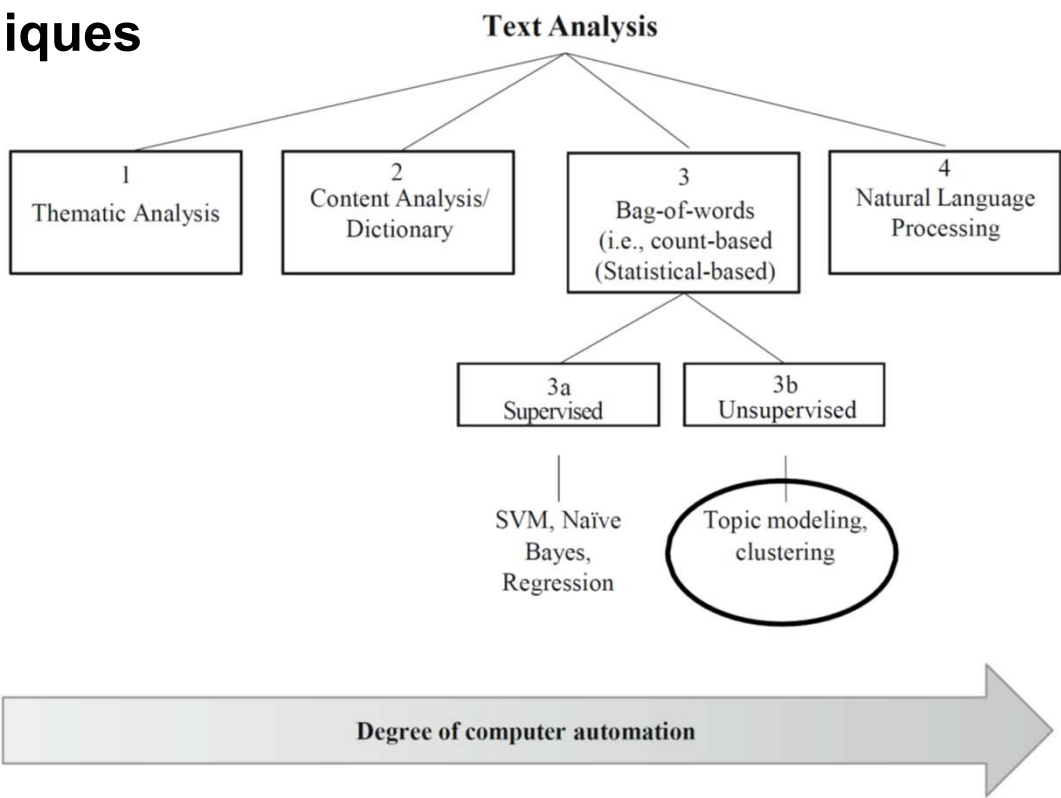 iques
Text Analysis
1
Thematic Analysis
2
Content Analysis/
Dictionary
3
Bag-of-words
(i.e., count-based
(Statistical-based)
4
Natural Language
Processing
3a
Supervised
3b
Unsupervised
SVM, Naïve
Bayes,
Regression
Topic modeling,
clustering
Degree of computer automation